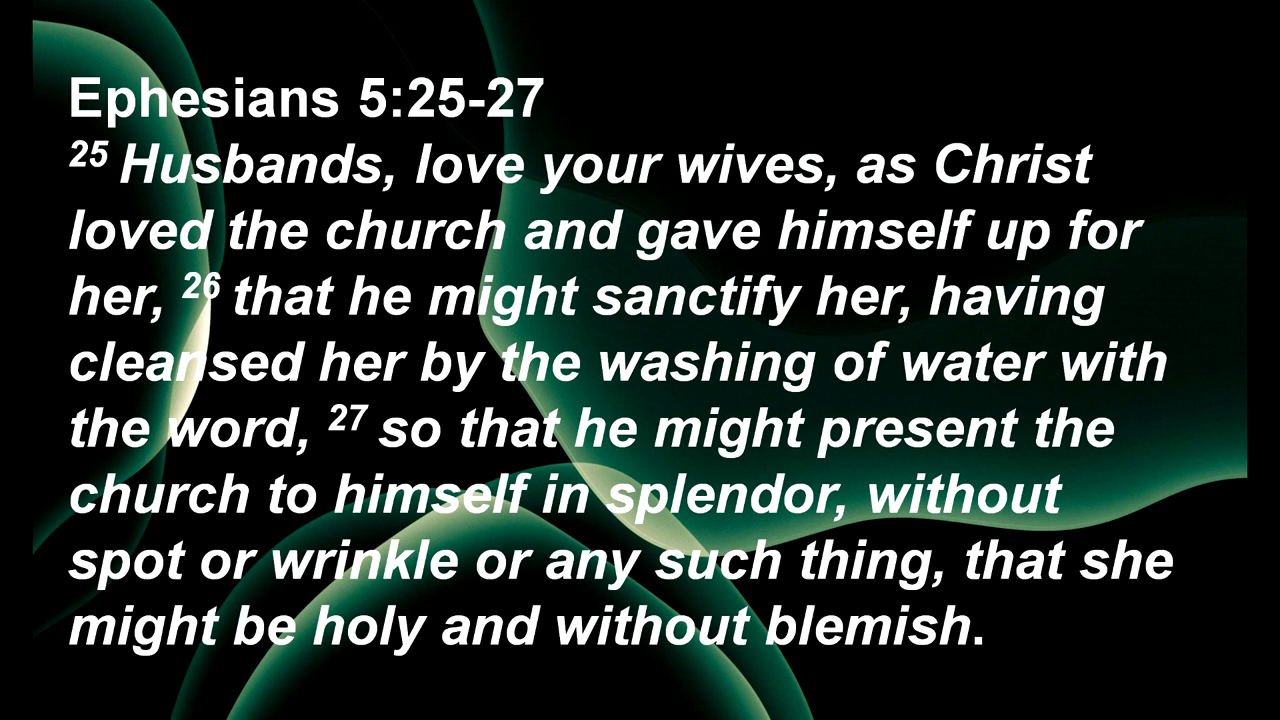 Ephesians 5:25-27
25 Husbands, love your wives, as Christ
loved the church and gave himself up for
her, 26 that he might sanctify her, having
cleansed her by the washing of water with
the word, 27 so that he might present the
church to himself in splendor, without
spot or wrinkle or any such thing, that she
might be holy and without blemish.